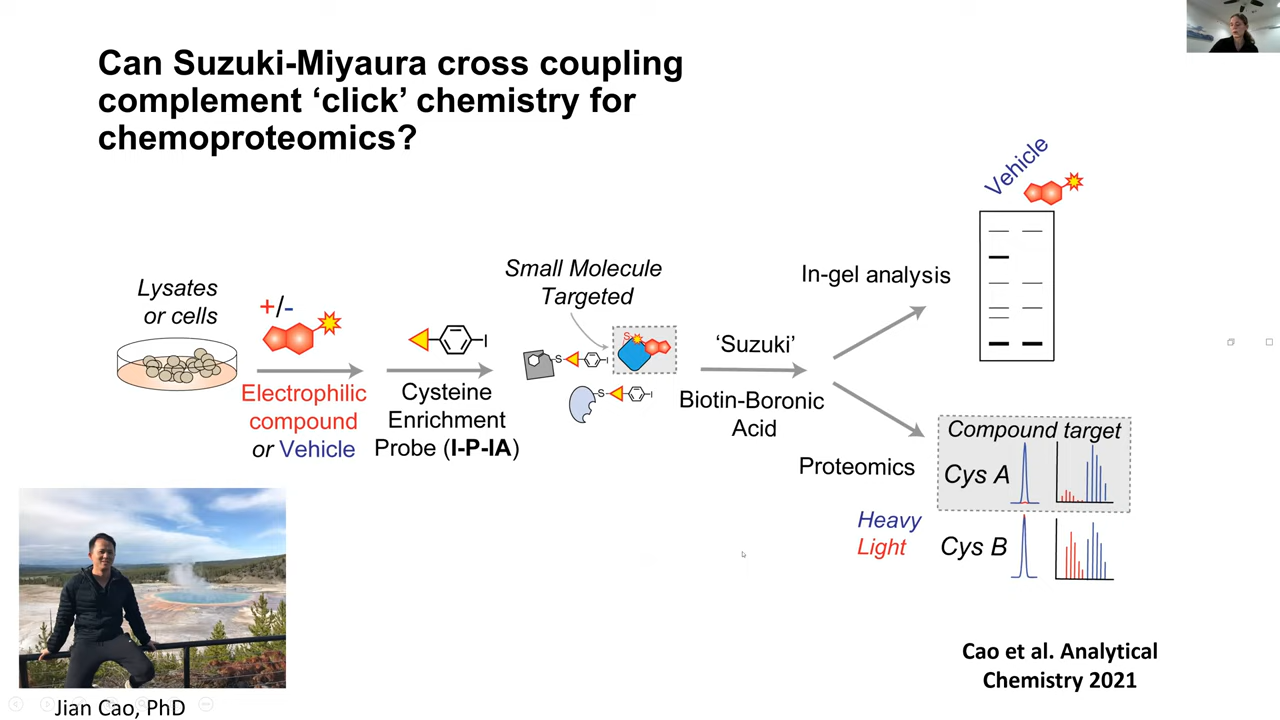 Can Suzuki-Miyaura cross coupling
complement ‘click’ chemistry for
chemoproteomics?
Lysates
or cells
+/-
Electrophilic
compound
or Vehicle
I
Cysteine
Enrichment
Probe (I-P-IA)
Small Molecule
Targeted
S
S
I
S
I
‘Suzuki’
Biotin-Boronic
Acid
In-gel analysis
Vehicle
Proteomics
Heavy
Light
Compound target
Cys A
Cys B
Cao et al. Analytical
Chemistry 2021
Jian Cao, PhD